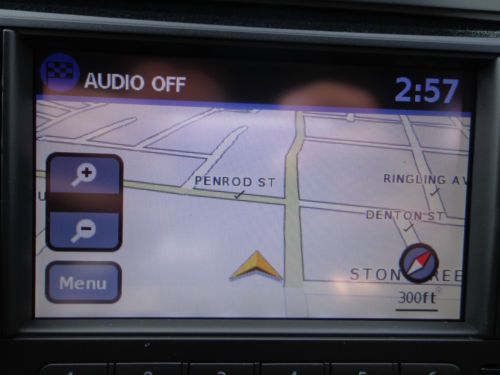 AUDIO OFF 2:57
PENROD ST
RINGLING AV
DENTON ST
Menu
300ft